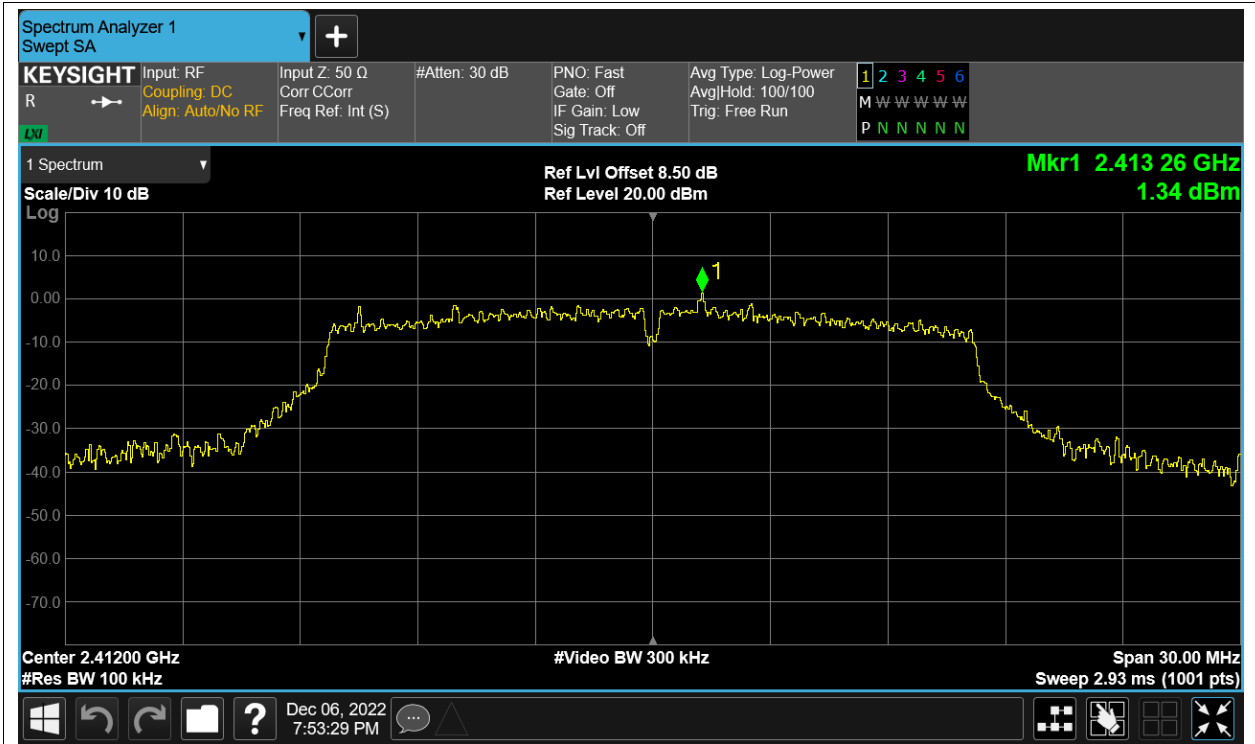 Spectrum Analyzer 1
Swept SA
KEYSIGHT
R
LXI
Input: RF
Coupling: DC
Align: Auto/No RF
Input Z: 50 Ω
Corr CCorr
Freq Ref: Int (S)
#Atten: 30 dB
PNO: Fast
Gate: Off
IF Gain: Low
Sig Track: Off
Avg Type: Log-Power
Avg|Hold: 100/100
Trig: Free Run
1 2 3 4 5 6
M W W W W W
P N N N N N
1 Spectrum
Scale/Div 10 dB
Ref Lvl Offset 8.50 dB
Ref Level 20.00 dBm
Mkr1 2.413 26 GHz
1.34 dBm
Log
10.0
0.00
-10.0
-20.0
-30.0
-40.0
-50.0
-60.0
-70.0
1
Center 2.41200 GHz
#Res BW 100 kHz
#Video BW 300 kHz
Span 30.00 MHz
Sweep 2.93 ms (1001 pts)
?
Dec 06, 2022
7:53:29 PM